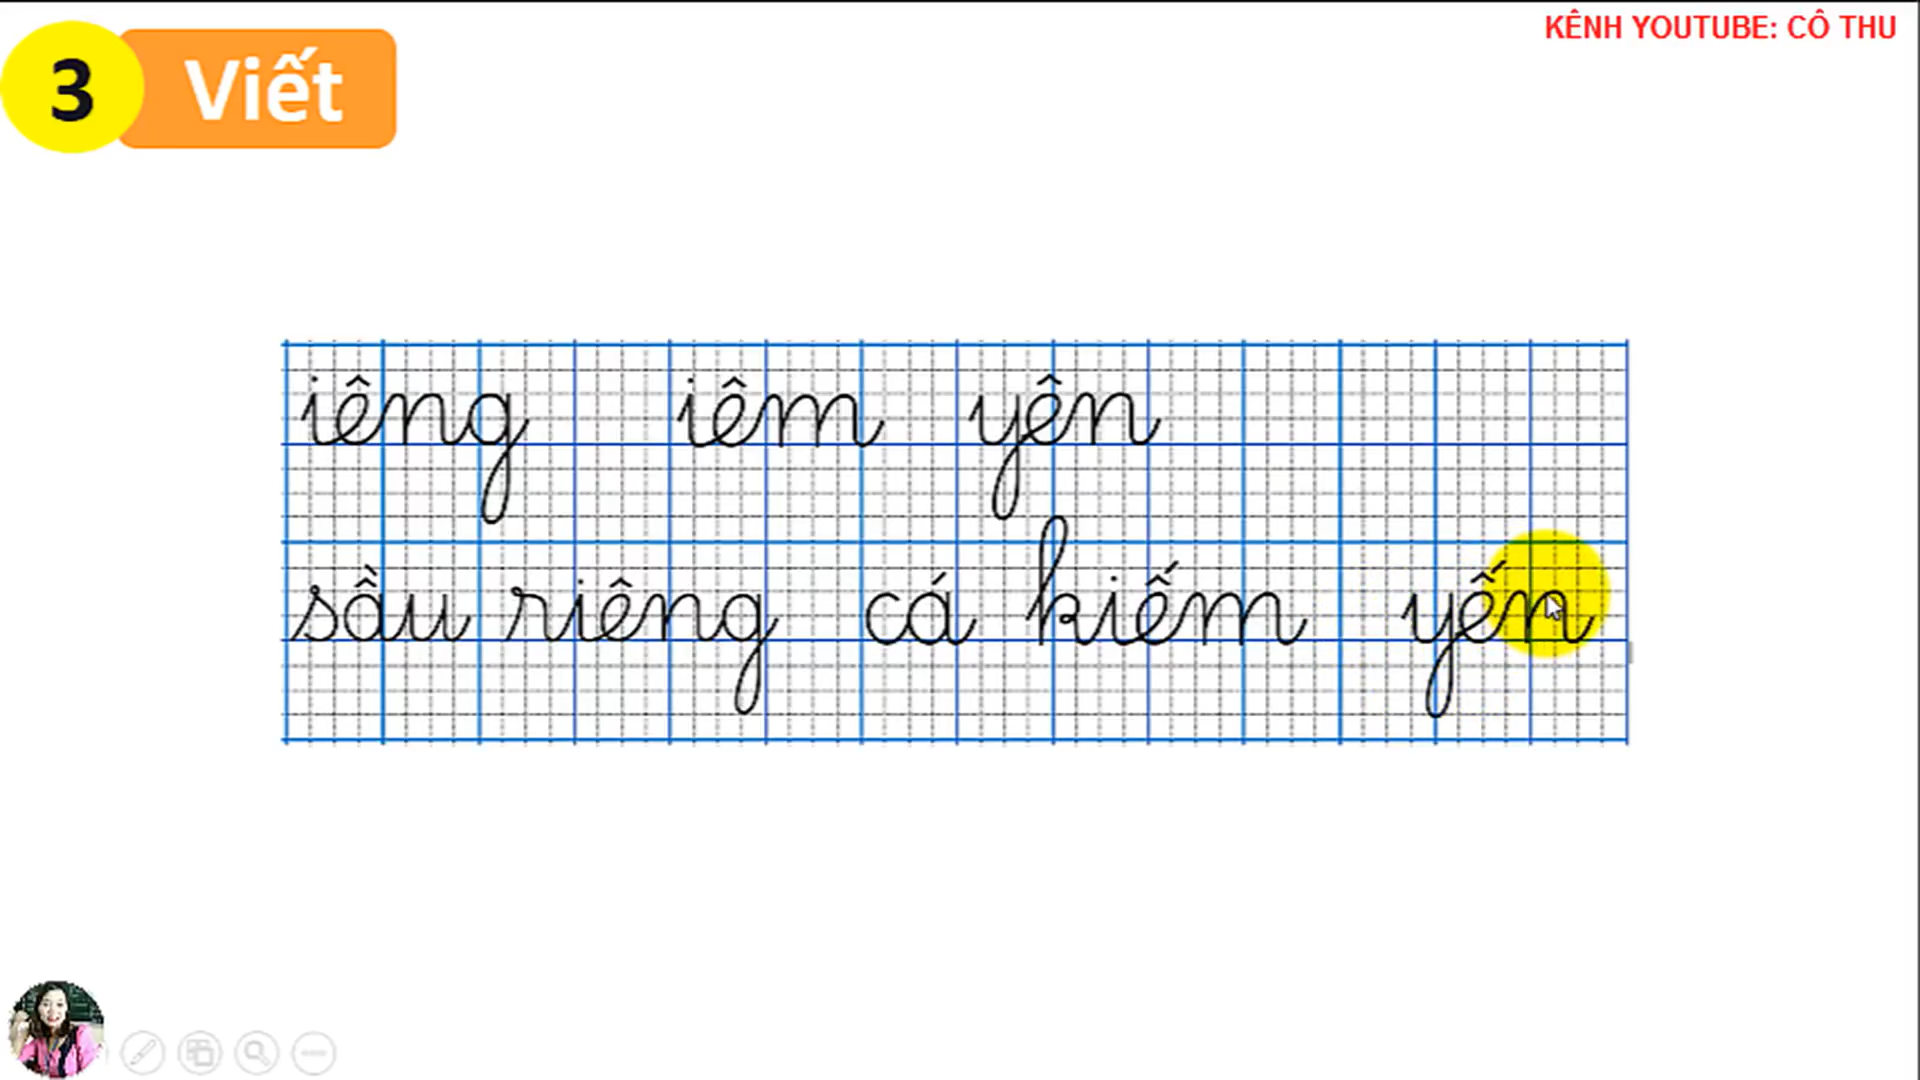 KÊNH YOUTUBE: CÔ THU
3 Viết
iêng iêm yên
sầu riêng cá kiếm yến